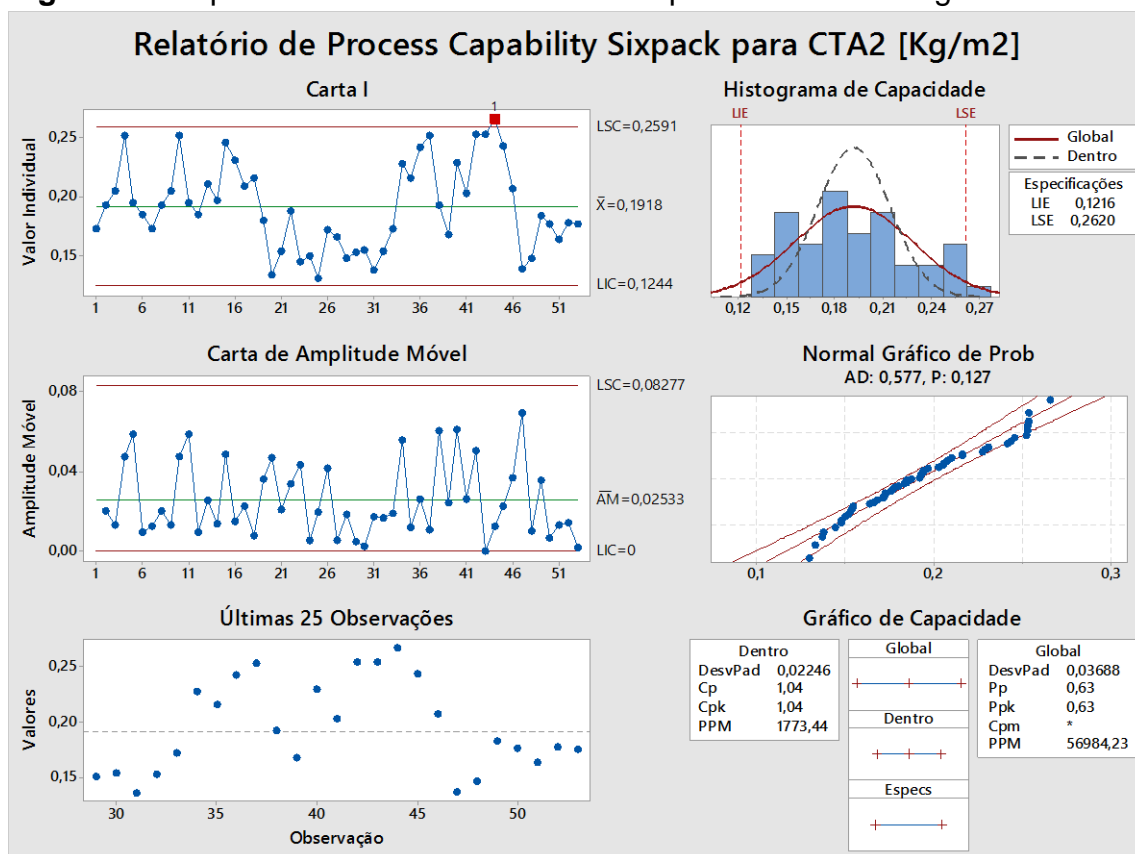 Relatório de Process Capability Sixpack para CTA2 [Kg/m2]
Carta I
Valor Individual
0,25
0,20
0,15
1
1 6 11 16 21 26 31 36 41 46 51
LSC=0,2591
X=0,1918
LIC=0,1244
Histograma de Capacidade
LIE LSE
0,12 0,15 0,18 0,21 0,24 0,27
Global
Dentro
Especificações
LIE 0,1216
LSE 0,2620
Carta de Amplitude Móvel
Amplitude Móvel
0,08
0,04
0,00
1 6 11 16 21 26 31 36 41 46 51
LSC=0,08277
AM=0,02533
LIC=0
Normal Gráfico de Prob
AD: 0,577, P: 0,127
0,1 0,2 0,3
Últimas 25 Observações
Valores
0,25
0,20
0,15
30 35 40 45 50
Observação
Gráfico de Capacidade
Dentro
DesvPad 0,02246
Cp 1,04
Cpk 1,04
PPM 1773,44
Global
Dentro
Especs
Global
DesvPad 0,03688
Pp 0,63
Ppk 0,63
Cpm *
PPM 56984,23